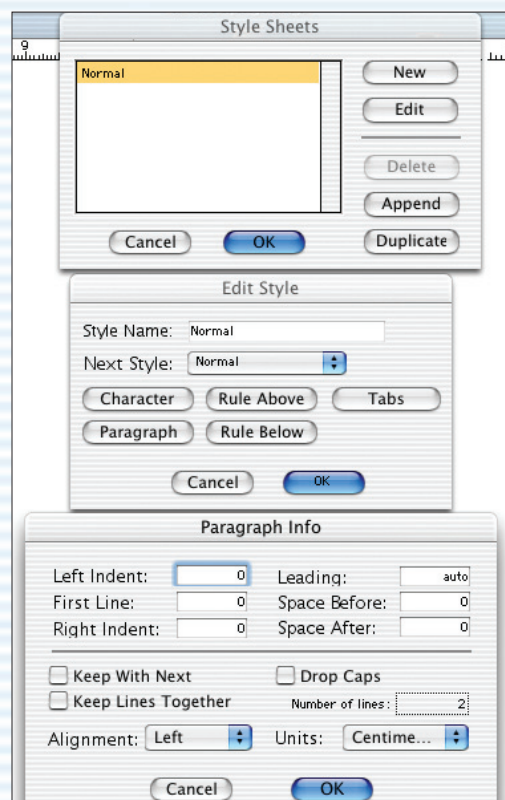 Style Sheets
9
Normal
New
Edit
Delete
Append
Cancel OK Duplicate
Edit Style
Style Name: Normal
Next Style: Normal
Character Rule Above Tabs
Paragraph Rule Below
Cancel OK
Paragraph Info
Left Indent: 0 Leading: auto
First Line: 0 Space Before: 0
Right Indent: 0 Space After: 0
Keep With Next Drop Caps
Keep Lines Together Number of lines: 2
Alignment: Left Units: Centime...
Cancel OK